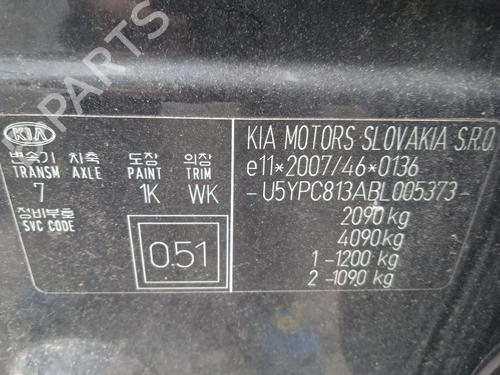 B-PARTS
KIA
변속기 차축 도장 의장
TRANSM AXLE PAINT TRIM
7 1K WK
정비부호
SVC CODE
0.51
KIA MOTORS SLOVAKIA S.R.O.
e11*2007/46*0136
-U5YPC813ABL005373-
2090 kg
4090 kg
1 -1200 kg
2 -1090 kg